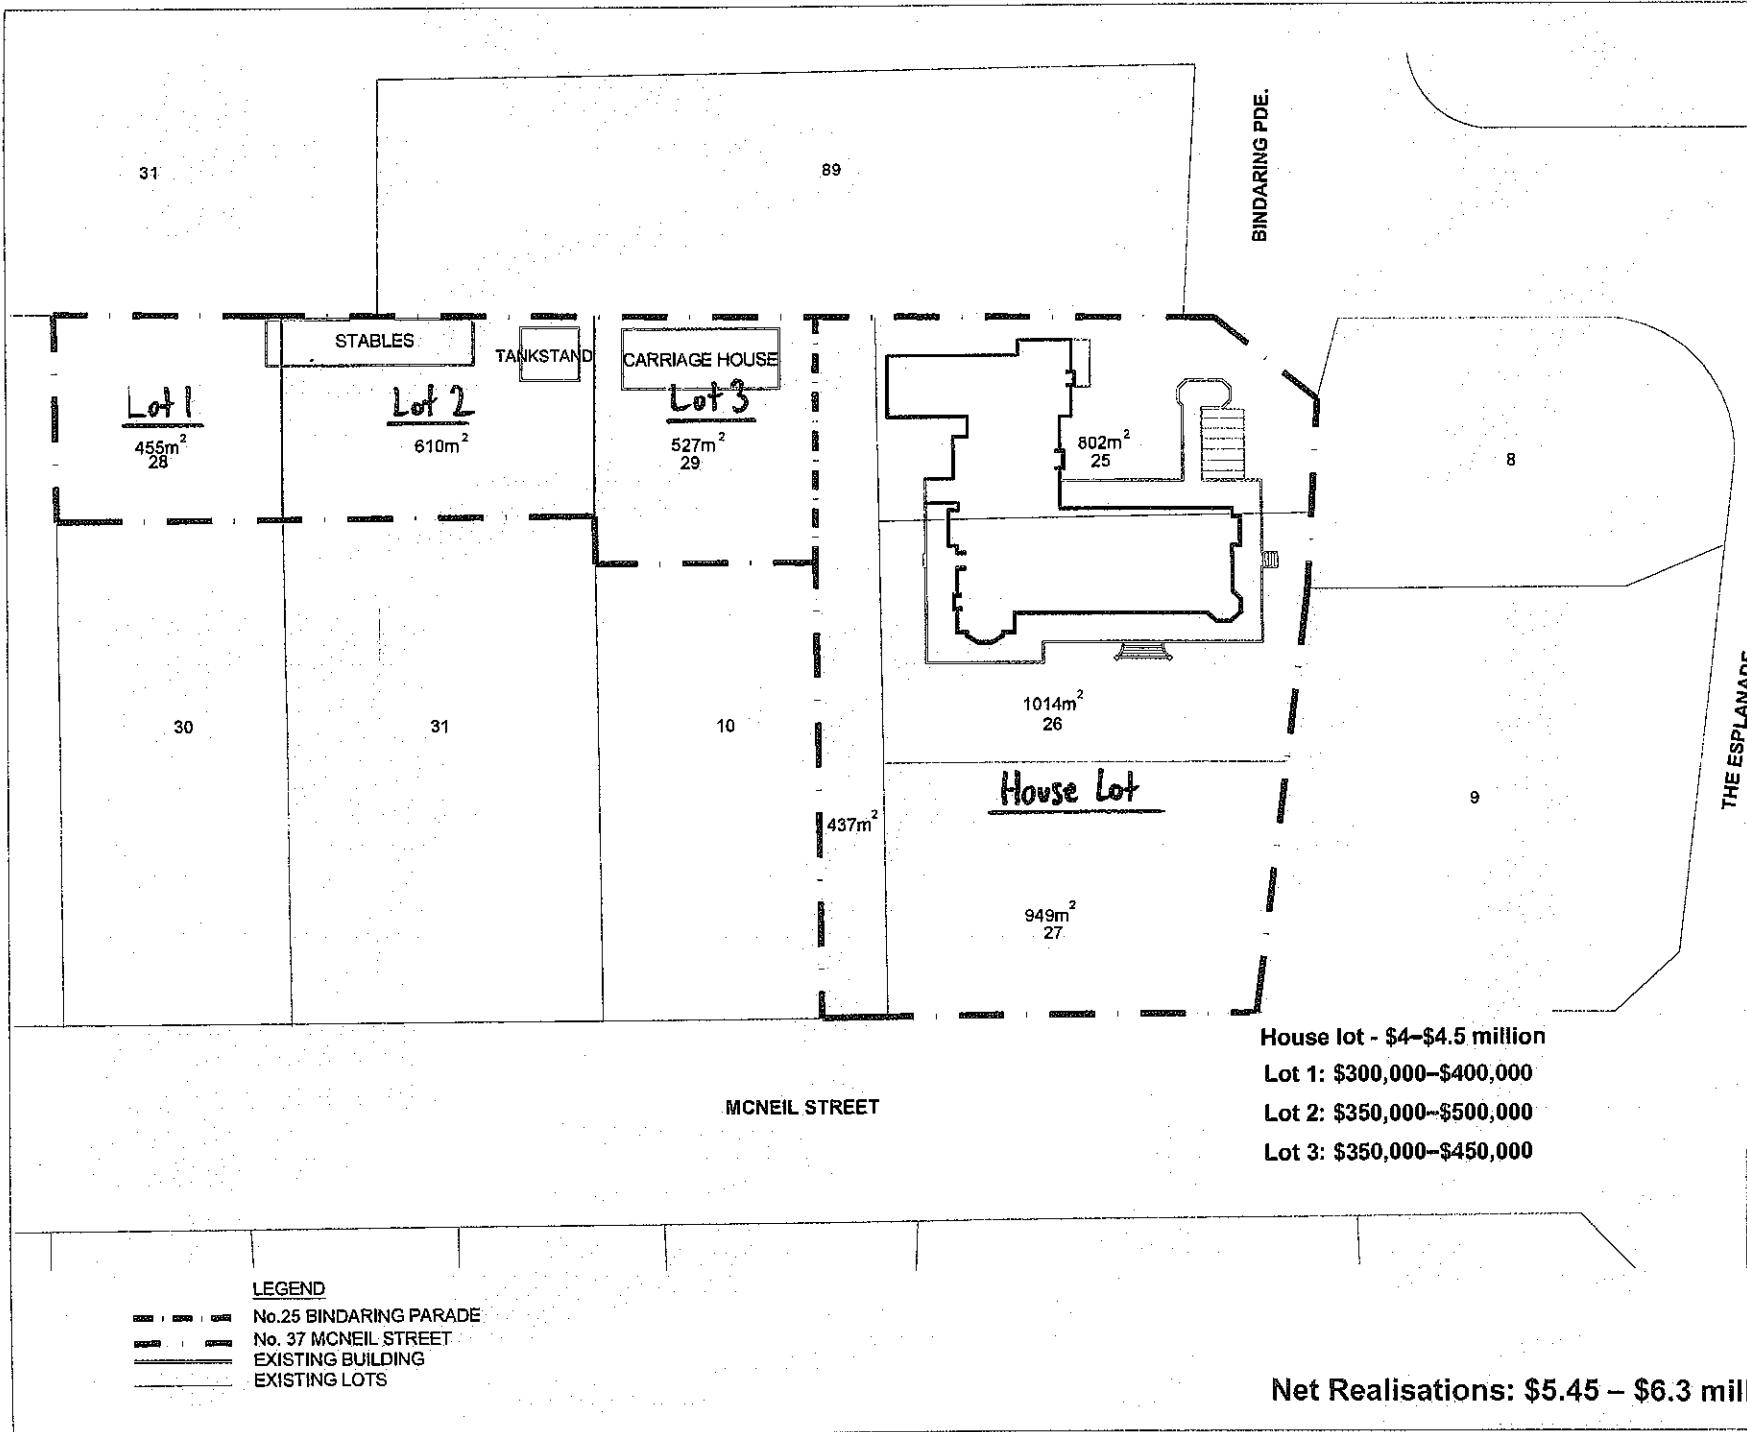 BINDARING PDE.
31
89
STABLES
TANKSTAND
CARRIAGE HOUSE
Lot 1
455m²
28
Lot 2
610m²
Lot 3
527m²
29
802m²
25
8
30
31
10
1014m²
26
House Lot
437m²
9
THE ESPLANADE
949m²
27
MCNEIL STREET
House lot - $4–$4.5 million
Lot 1: $300,000–$400,000
Lot 2: $350,000–$500,000
Lot 3: $350,000–$450,000
LEGEND
No.25 BINDARING PARADE
No. 37 MCNEIL STREET
EXISTING BUILDING
EXISTING LOTS
Net Realisations: $5.45 – $6.3 mill